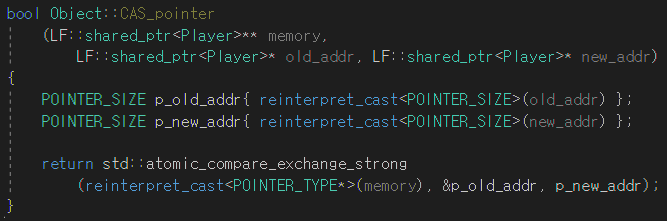 bool Object::CAS_pointer
(LF::shared_ptr<Player>** memory,
LF::shared_ptr<Player>* old_addr, LF::shared_ptr<Player>* new_addr)
{
POINTER_SIZE p_old_addr{ reinterpret_cast<POINTER_SIZE>(old_addr) };
POINTER_SIZE p_new_addr{ reinterpret_cast<POINTER_SIZE>(new_addr) };
return std::atomic_compare_exchange_strong
(reinterpret_cast<POINTER_TYPE*>(memory), &p_old_addr, p_new_addr);
}